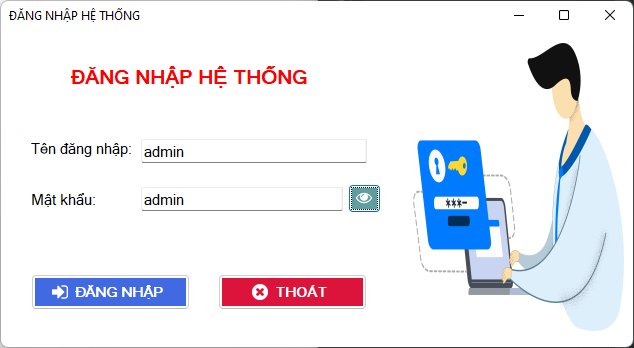 ĐĂNG NHẬP HỆ THỐNG
ĐĂNG NHẬP HỆ THỐNG
Tên đăng nhập: admin
Mật khẩu: admin
***-
ĐĂNG NHẬP THOÁT